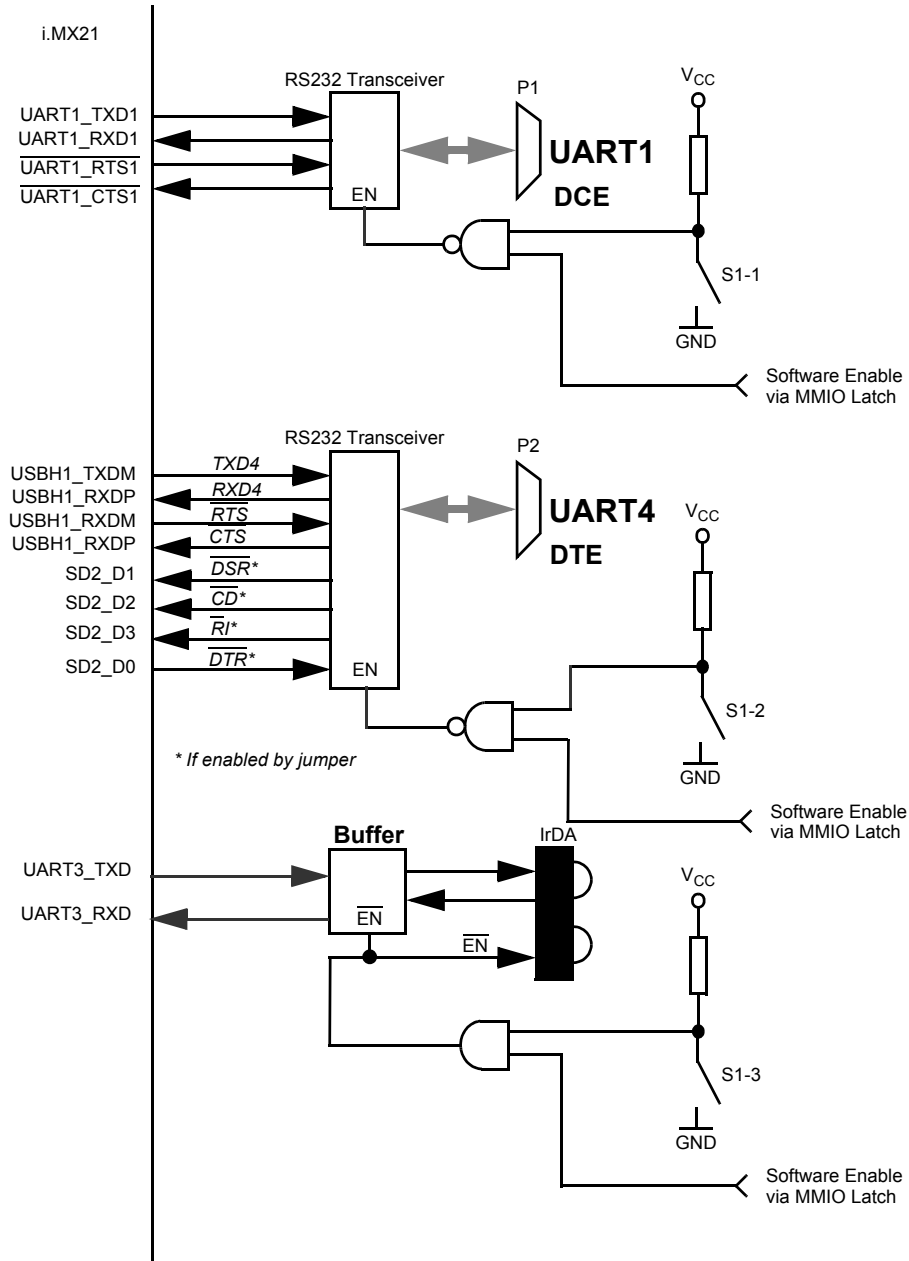 i.MX21
RS232 Transceiver
P1
VCC
UART1_TXD1
UART1_RXD1
UART1_RTS1
UART1_CTS1
EN
UART1
DCE
S1-1
GND
Software Enable
via MMIO Latch
RS232 Transceiver
P2
VCC
USBH1_TXDM
TXD4
USBH1_RXDP
RXD4
USBH1_RXDM
RTS
USBH1_RXDP
CTS
SD2_D1
DSR*
SD2_D2
CD*
SD2_D3
RI*
SD2_D0
DTR*
EN
UART4
DTE
S1-2
GND
* If enabled by jumper
Software Enable
via MMIO Latch
Buffer
IrDA
VCC
UART3_TXD
UART3_RXD
EN
EN
S1-3
GND
Software Enable
via MMIO Latch